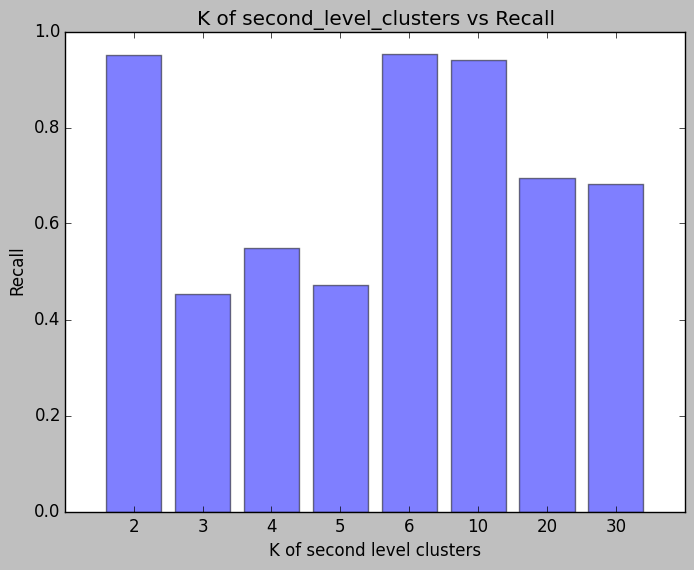 K of second_level_clusters vs Recall
1.0
0.8
0.6
0.4
0.2
0.0
Recall
2 3 4 5 6 10 20 30
K of second level clusters